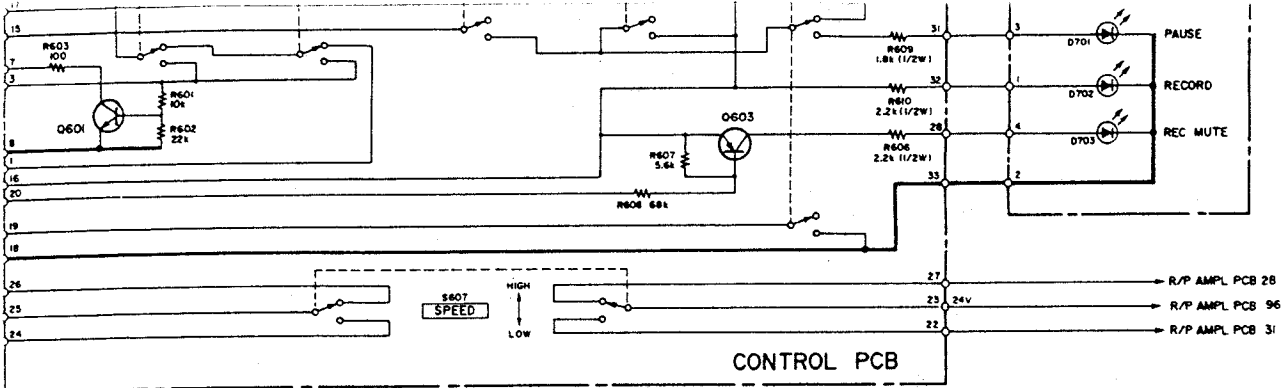 17
15
R603
100
7
3
R601
10k
Q601
R602
22k
8
1
16
20
19
18
R607
5.6k
Q603
R608 68k
R609
1.8k (1/2W)
R610
2.2k (1/2W)
R606
2.2k (1/2W)
31
32
28
33
3
1
4
2
D701
D702
D703
PAUSE
RECORD
REC MUTE
26
25
24
S607
SPEED
HIGH
LOW
27
23
24V
22
R/P AMPL PCB 28
R/P AMPL PCB 96
R/P AMPL PCB 31
CONTROL PCB